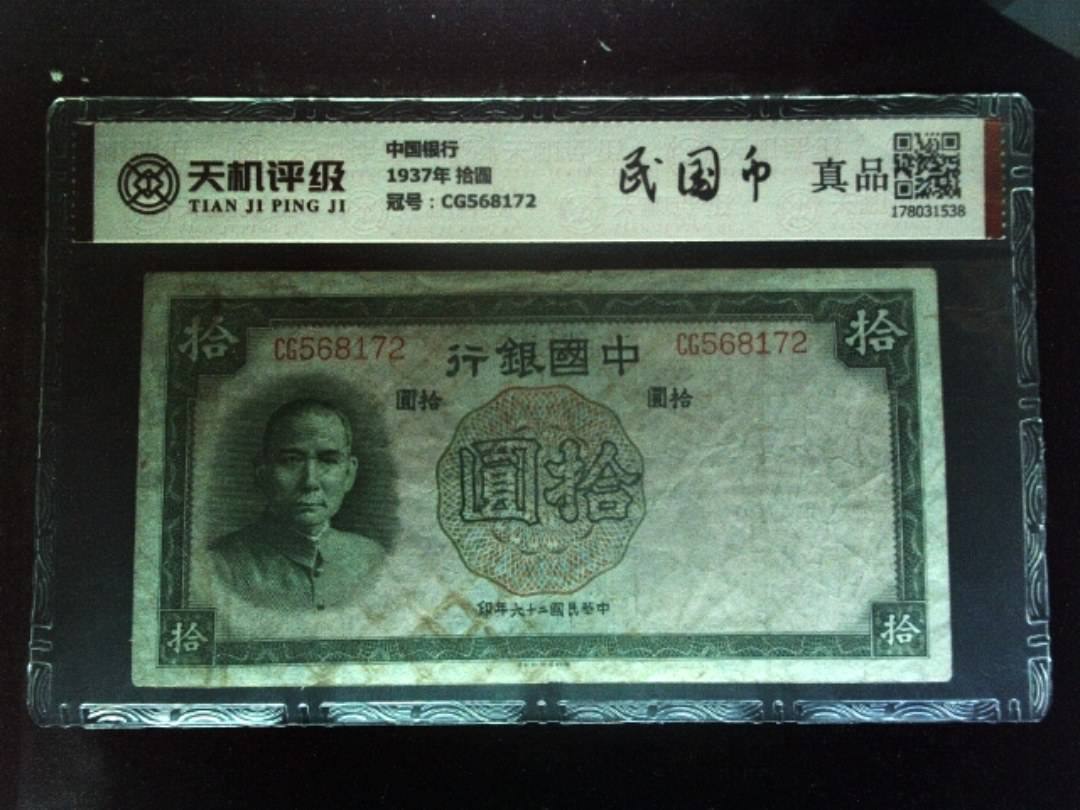 天机评级
TIAN JI PING JI
中国银行
1937年 拾圆
冠号：CG568172
民国币
真品
178031538
拾
CG568172
行銀國中
CG568172
拾
圓拾
圓拾
圓拾
印年六十二國民華中
拾
拾